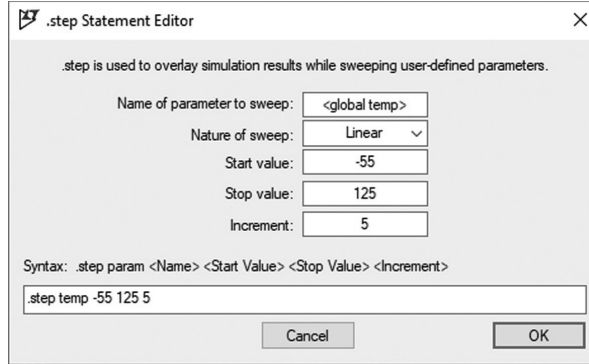 .step Statement Editor
.step is used to overlay simulation results while sweeping user-defined parameters.
Name of parameter to sweep: <global temp>
Nature of sweep: Linear
Start value: -55
Stop value: 125
Increment: 5
Syntax: .step param <Name> <Start Value> <Stop Value> <Increment>
.step temp -55 125 5
Cancel OK